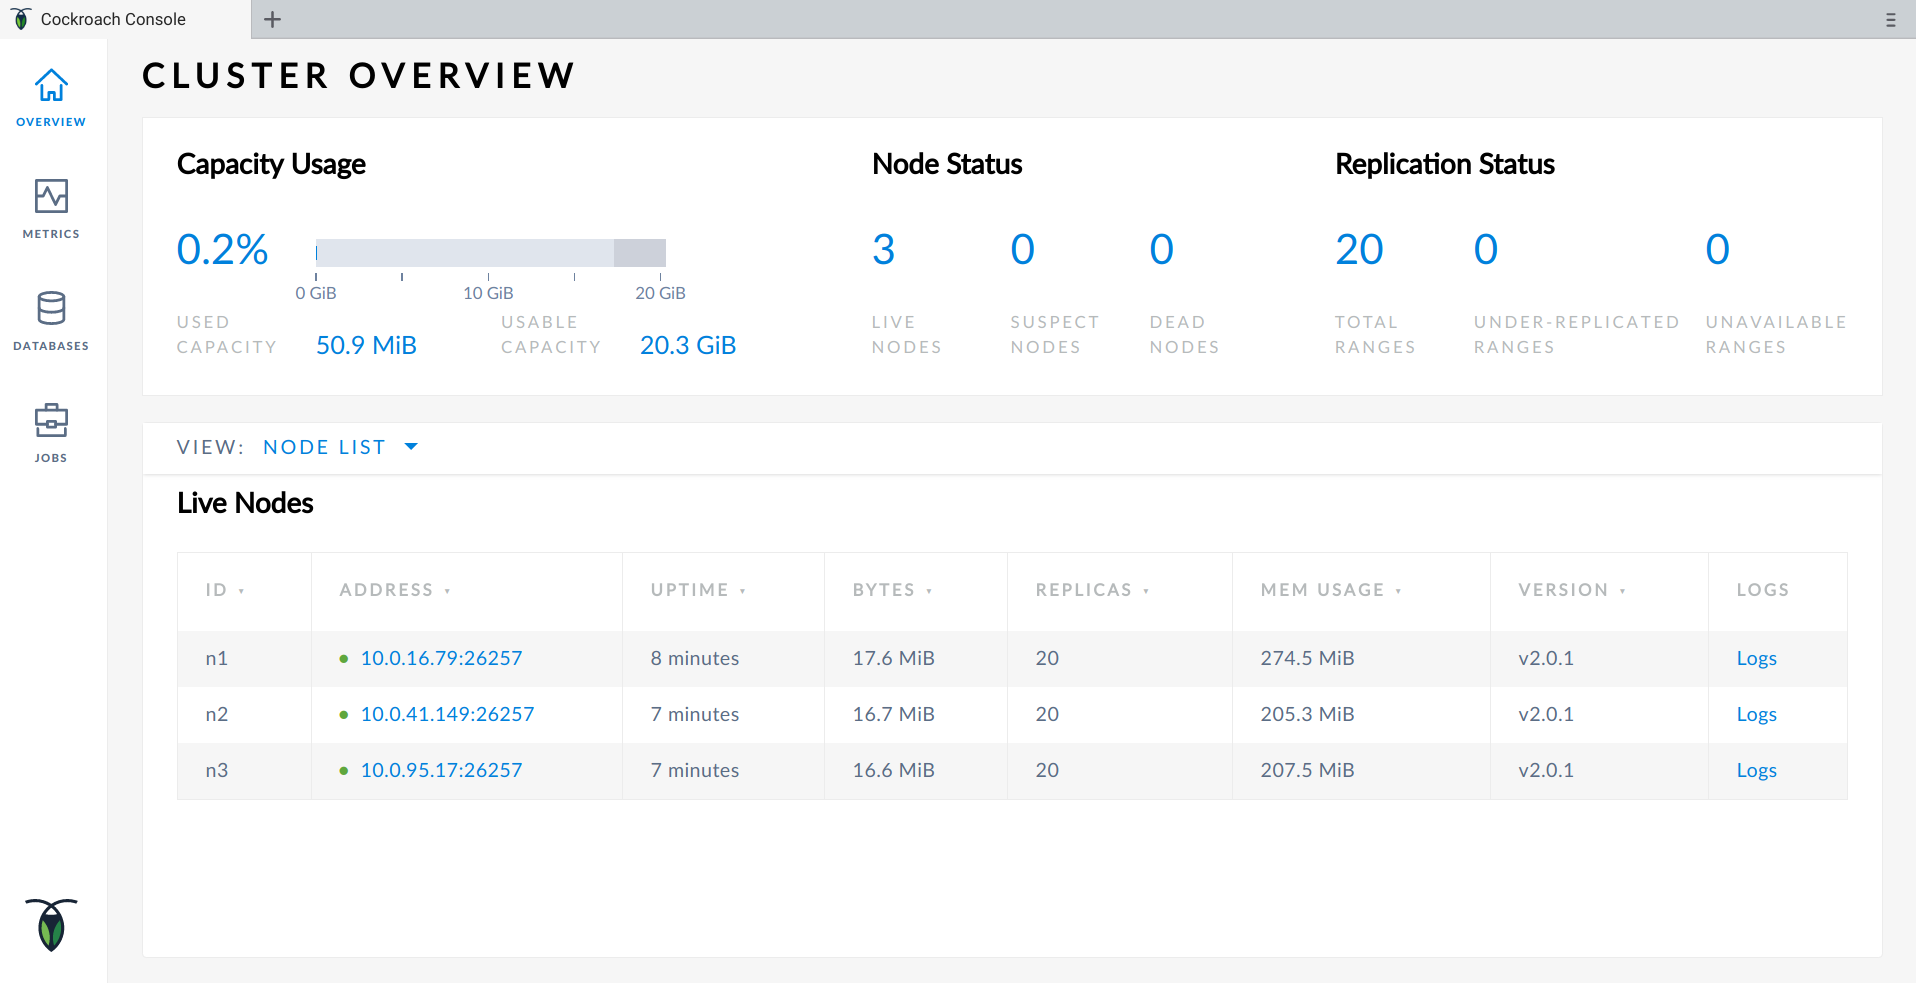 Cockroach Console
CLUSTER OVERVIEW
OVERVIEW
METRICS
DATABASES
JOBS
Capacity Usage
0.2%
0 GiB 10 GiB 20 GiB
USED CAPACITY
50.9 MiB
USABLE CAPACITY
20.3 GiB
Node Status
3 0 0
LIVE NODES
SUSPECT NODES
DEAD NODES
Replication Status
20 0 0
TOTAL RANGES
UNDER-REPLICATED RANGES
UNAVAILABLE RANGES
VIEW: NODE LIST
Live Nodes
ID ADDRESS UPTIME BYTES REPLICAS MEM USAGE VERSION LOGS
n1 10.0.16.79:26257 8 minutes 17.6 MiB 20 274.5 MiB v2.0.1 Logs
n2 10.0.41.149:26257 7 minutes 16.7 MiB 20 205.3 MiB v2.0.1 Logs
n3 10.0.95.17:26257 7 minutes 16.6 MiB 20 207.5 MiB v2.0.1 Logs